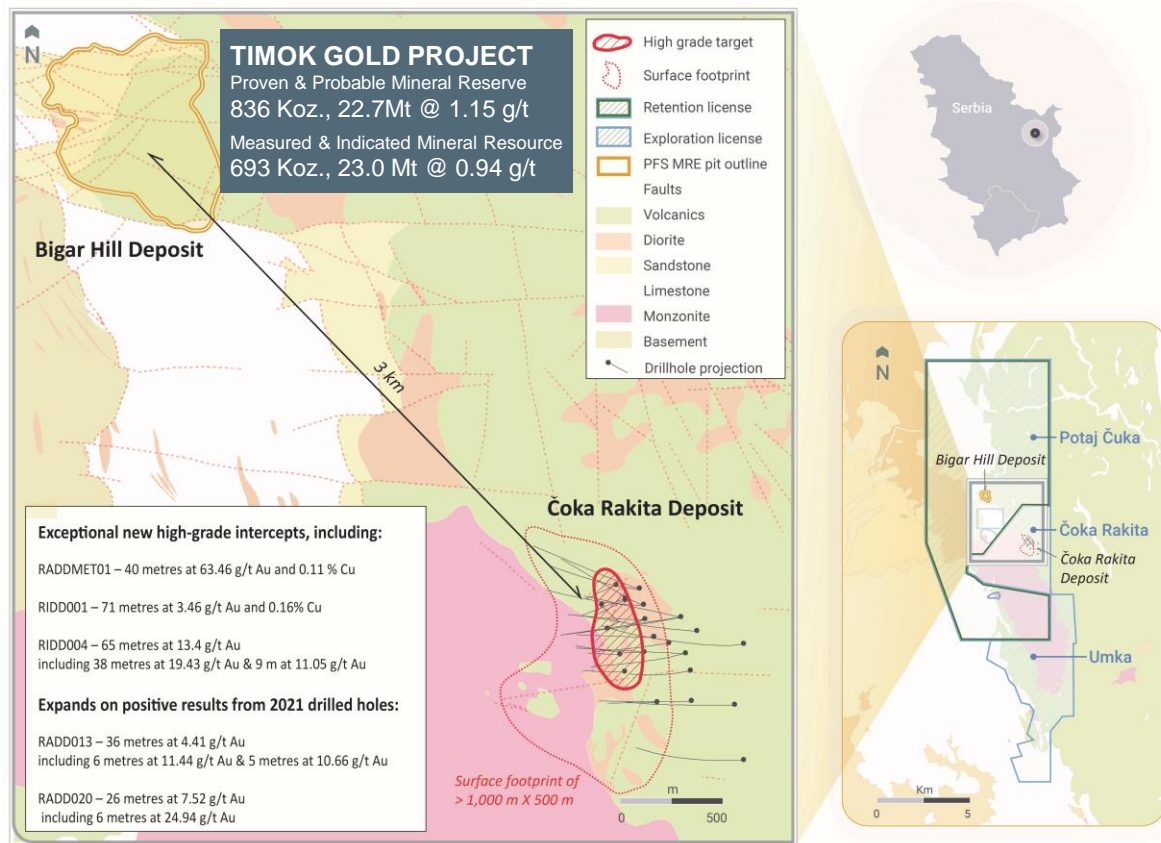 N
TIMOK GOLD PROJECT
Proven & Probable Mineral Reserve
836 Koz., 22.7Mt @ 1.15 g/t
Measured & Indicated Mineral Resource
693 Koz., 23.0 Mt @ 0.94 g/t
High grade target
Surface footprint
Retention license
Exploration license
PFS MRE pit outline
Faults
Volcanics
Diorite
Sandstone
Limestone
Monzonite
Basement
Drillhole projection
Bigar Hill Deposit
3 km
Čoka Rakita Deposit
Exceptional new high-grade intercepts, including:
RADDMET01 – 40 metres at 63.46 g/t Au and 0.11 % Cu
RIDD001 – 71 metres at 3.46 g/t Au and 0.16% Cu
RIDD004 – 65 metres at 13.4 g/t Au
including 38 metres at 19.43 g/t Au & 9 m at 11.05 g/t Au
Expands on positive results from 2021 drilled holes:
RADD013 – 36 metres at 4.41 g/t Au
including 6 metres at 11.44 g/t Au & 5 metres at 10.66 g/t Au
RADD020 – 26 metres at 7.52 g/t Au
including 6 metres at 24.94 g/t Au
Surface footprint of
> 1,000 m X 500 m
m
0 500
Serbia
N
Potaj Čuka
Bigar Hill Deposit
Čoka Rakita
Čoka Rakita
Deposit
Umka
Km
0 5